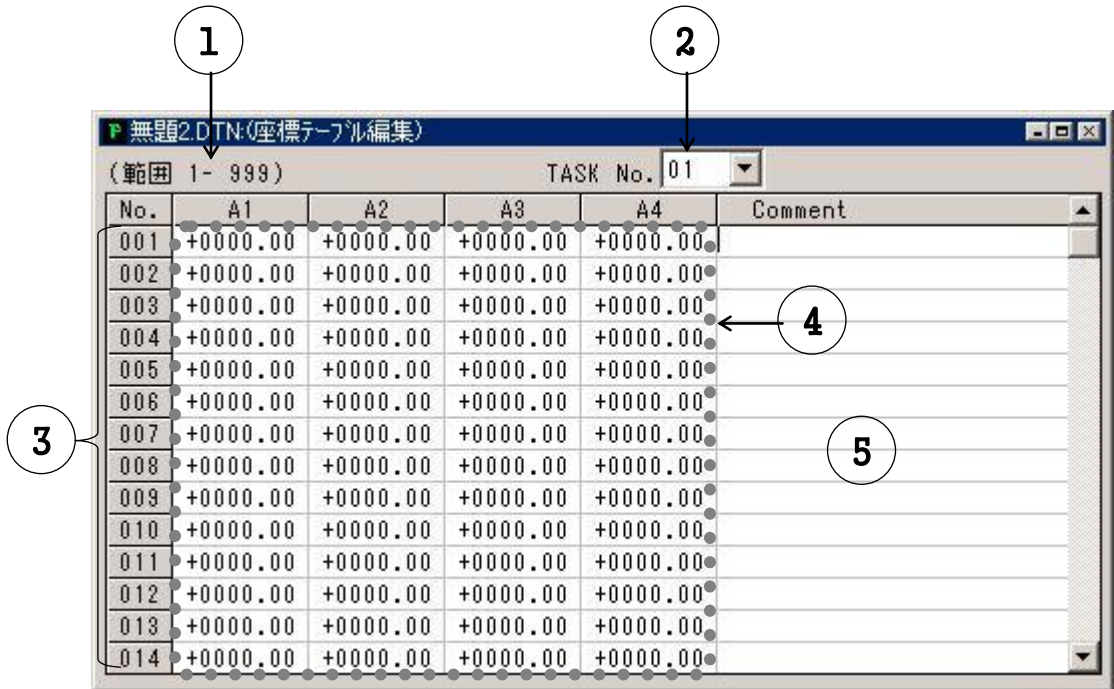 1 2
無題2.DTN:(座標テーブル編集)
(範囲 1- 999) TASK No. 01
No. A1 A2 A3 A4 Comment
001 +0000.00 +0000.00 +0000.00 +0000.00
002 +0000.00 +0000.00 +0000.00 +0000.00
003 +0000.00 +0000.00 +0000.00 +0000.00
4
004 +0000.00 +0000.00 +0000.00 +0000.00
005 +0000.00 +0000.00 +0000.00 +0000.00
006 +0000.00 +0000.00 +0000.00 +0000.00
3 007 +0000.00 +0000.00 +0000.00 +0000.00 5
008 +0000.00 +0000.00 +0000.00 +0000.00
009 +0000.00 +0000.00 +0000.00 +0000.00
010 +0000.00 +0000.00 +0000.00 +0000.00
011 +0000.00 +0000.00 +0000.00 +0000.00
012 +0000.00 +0000.00 +0000.00 +0000.00
013 +0000.00 +0000.00 +0000.00 +0000.00
014 +0000.00 +0000.00 +0000.00 +0000.00